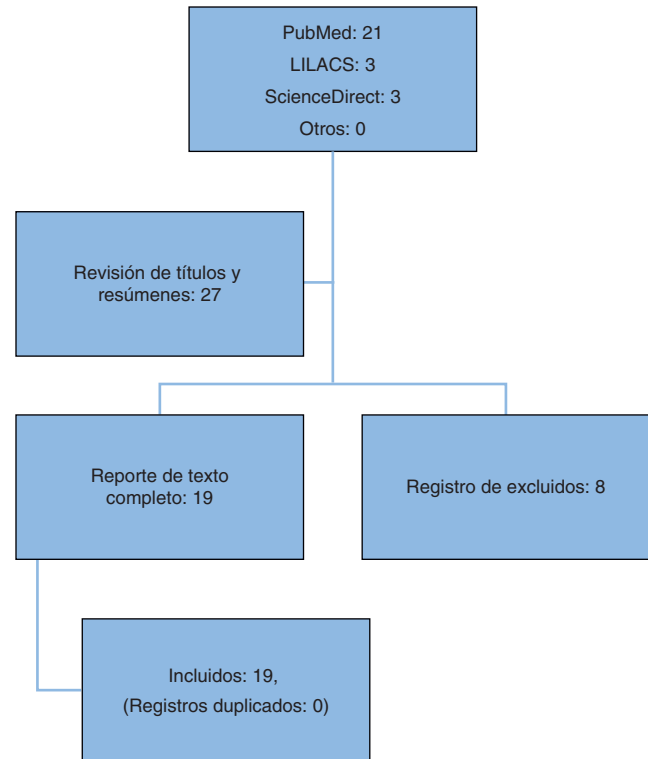 PubMed: 21
LILACS: 3
ScienceDirect: 3
Otros: 0
Revisión de títulos y
resúmenes: 27
Reporte de texto
completo: 19
Registro de excluidos: 8
Incluidos: 19,
(Registros duplicados: 0)